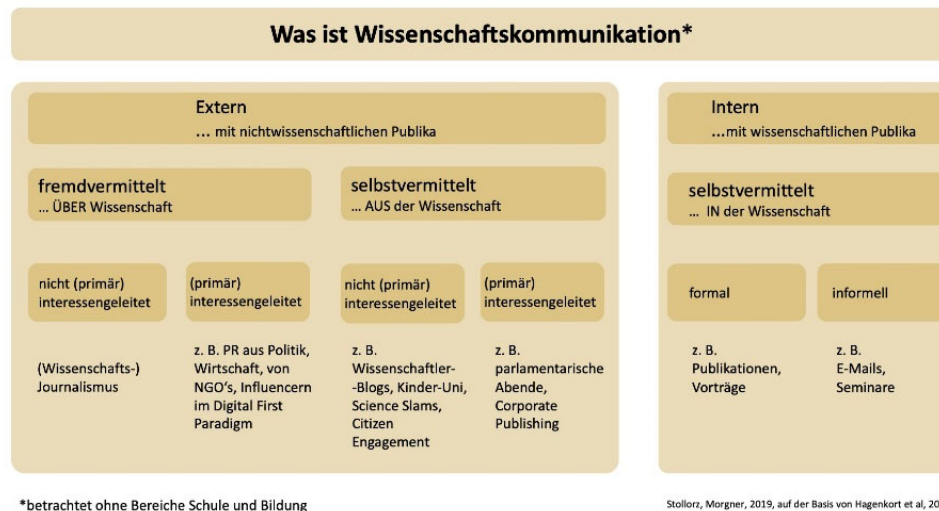 Was ist Wissenschaftskommunikation*
Extern
... mit nichtwissenschaftlichen Publika
fremdvermittelt
... ÜBER Wissenschaft
selbstvermittelt
... AUS der Wissenschaft
nicht (primär)
interessengeleitet
(primär)
interessengeleitet
nicht (primär)
interessengeleitet
(primär)
interessengeleitet
(Wissenschafts-)
Journalismus
z. B. PR aus Politik,
Wirtschaft, von
NGO‘s, Influencern
im Digital First
Paradigm
z. B.
Wissenschaftler-
-Blogs, Kinder-Uni,
Science Slams,
Citizen
Engagement
z. B.
parlamentarische
Abende,
Corporate
Publishing
Intern
...mit wissenschaftlichen Publika
selbstvermittelt
... IN der Wissenschaft
formal
informell
z. B.
Publikationen,
Vorträge
z. B.
E-Mails,
Seminare
*betrachtet ohne Bereiche Schule und Bildung
Stollorz, Morgner, 2019, auf der Basis von Hagenkort et al,